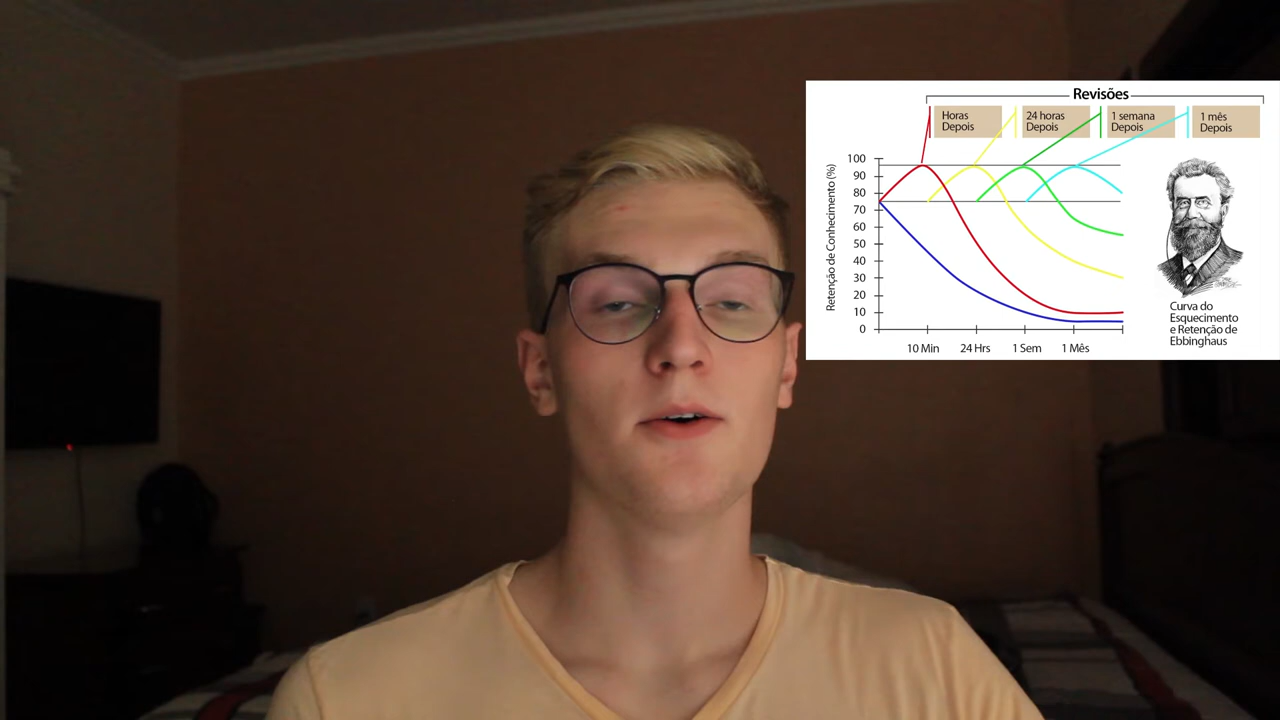 Revisões
Horas
Depois
24 horas
Depois
1 semana
Depois
1 mês
Depois
Retenção de Conhecimento (%)
100
90
80
70
60
50
40
30
20
10
0
10 Min
24 Hrs
1 Sem
1 Mês
Curva do
Esquecimento
e Retenção de
Ebbinghaus